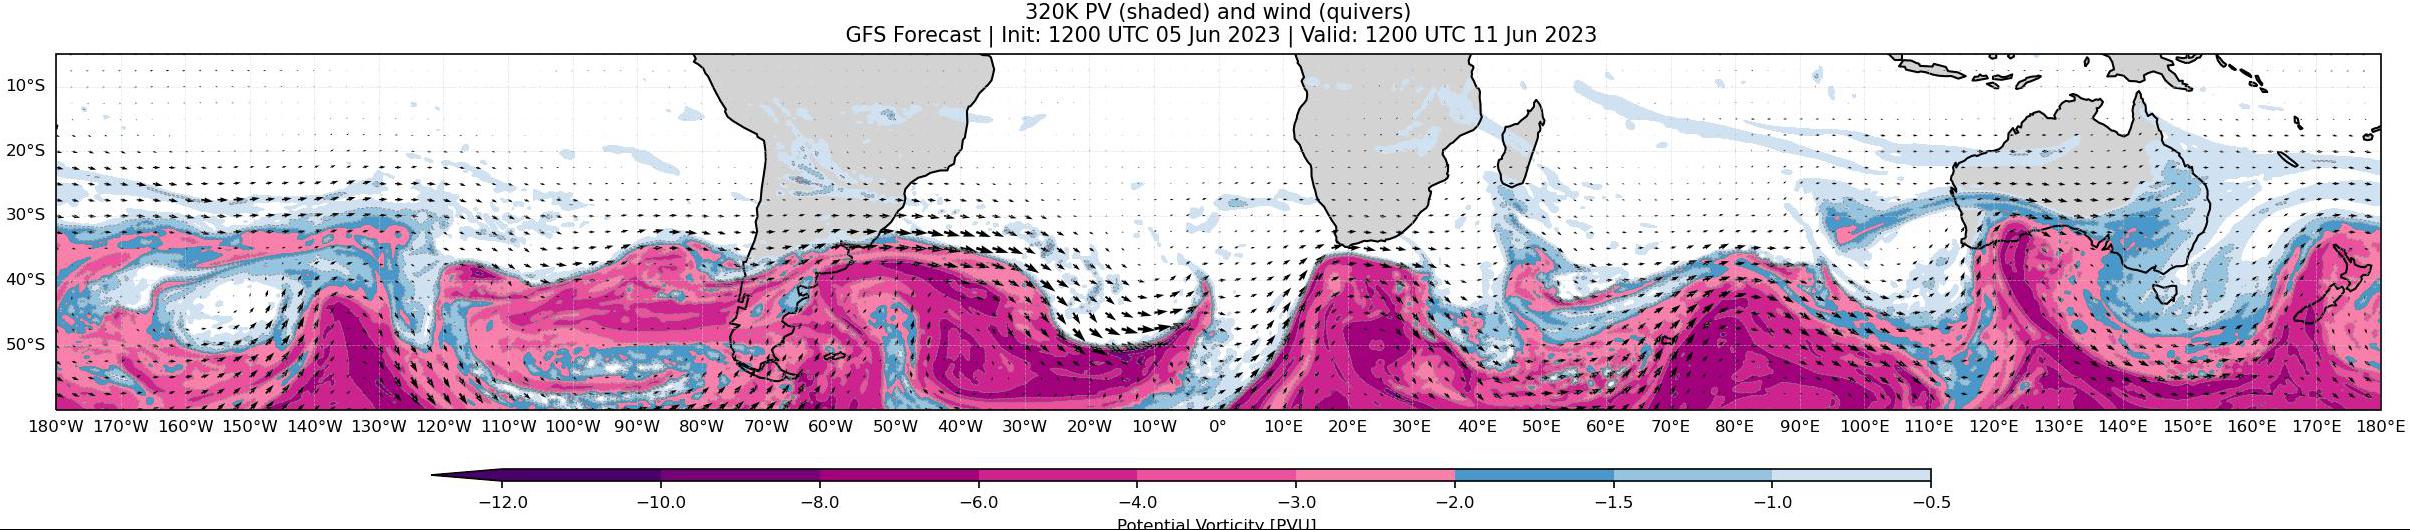 320K PV (shaded) and wind (quivers)
GFS Forecast | Init: 1200 UTC 05 Jun 2023 | Valid: 1200 UTC 11 Jun 2023
10°S
20°S
30°S
40°S
50°S
180°W 170°W 160°W 150°W 140°W 130°W 120°W 110°W 100°W 90°W 80°W 70°W 60°W 50°W 40°W 30°W 20°W 10°W 0° 10°E 20°E 30°E 40°E 50°E 60°E 70°E 80°E 90°E 100°E 110°E 120°E 130°E 140°E 150°E 160°E 170°E 180°E
−12.0 −10.0 −8.0 −6.0 −4.0 −3.0 −2.0 −1.5 −1.0 −0.5
Potential Vorticity [PVU]